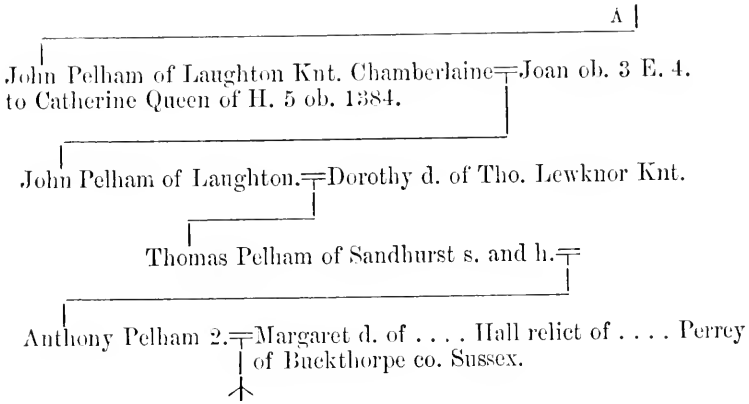 A
John Pelham of Laughton Knt. Chamberlaine=Joan ob. 3 E. 4.
to Catherine Queen of H. 5 ob. 1384.
John Pelham of Laughton.=Dorothy d. of Tho. Lewknor Knt.
Thomas Pelham of Sandhurst s. and h.=
Anthony Pelham 2.=Margaret d. of . . . . Hall relict of . . . . Perrey
of Buckthorpe co. Sussex.